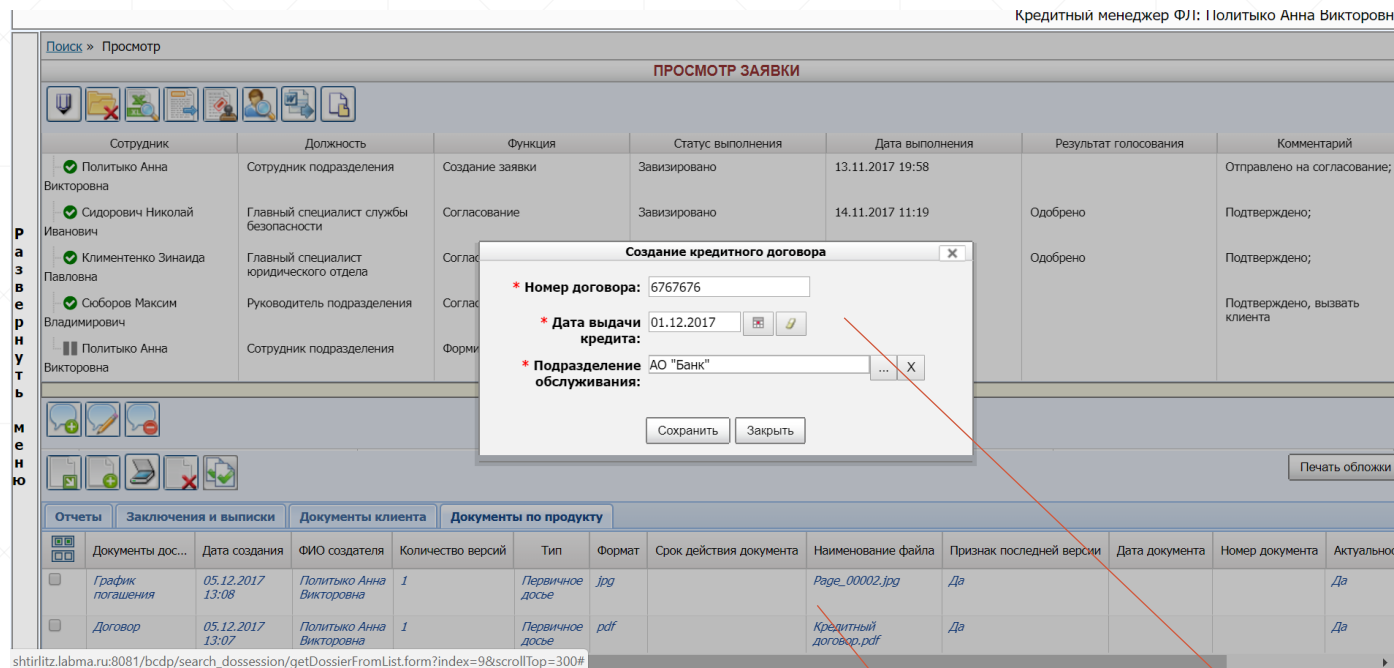 Кредитный менеджер ФЛ: Политыко Анна Викторовн
Поиск » Просмотр
ПРОСМОТР ЗАЯВКИ
Сотрудник Должность Функция Статус выполнения Дата выполнения Результат голосования Комментарий
Политыко Анна Сотрудник подразделения Создание заявки Завизировано 13.11.2017 19:58 Отправлено на согласование;
Викторовна
Сидорович Николай Главный специалист службы Согласование Завизировано 14.11.2017 11:19 Одобрено Подтверждено;
Иванович безопасности
Климентенко Зинаида Главный специалист Соглас Одобрено Подтверждено;
Павловна юридического отдела
Сюборов Максим Руководитель подразделения Соглас Подтверждено, вызвать
Владимирович клиента
Политыко Анна Сотрудник подразделения Форми
Викторовна
Развернуть меню
Создание кредитного договора
* Номер договора: 6767676
* Дата выдачи 01.12.2017
кредита:
* Подразделение АО "Банк" ... X
обслуживания:
Сохранить Закрыть
Печать обложки
Отчеты Заключения и выписки Документы клиента Документы по продукту
Документы дос... Дата создания ФИО создателя Количество версий Тип Формат Срок действия документа Наименование файла Признак последней версии Дата документа Номер документа Актуальнос
График 05.12.2017 Политыко Анна 1 Первичное jpg Page_00002.jpg Да Да
погашения 13:08 Викторовна досье
Договор 05.12.2017 Политыко Анна 1 Первичное pdf Кредитный Да Да
13:07 Викторовна досье договор.pdf
shtirlitz.labma.ru:8081/bcdp/search_dossession/getDossierFromList.form?index=9&scrollTop=300#